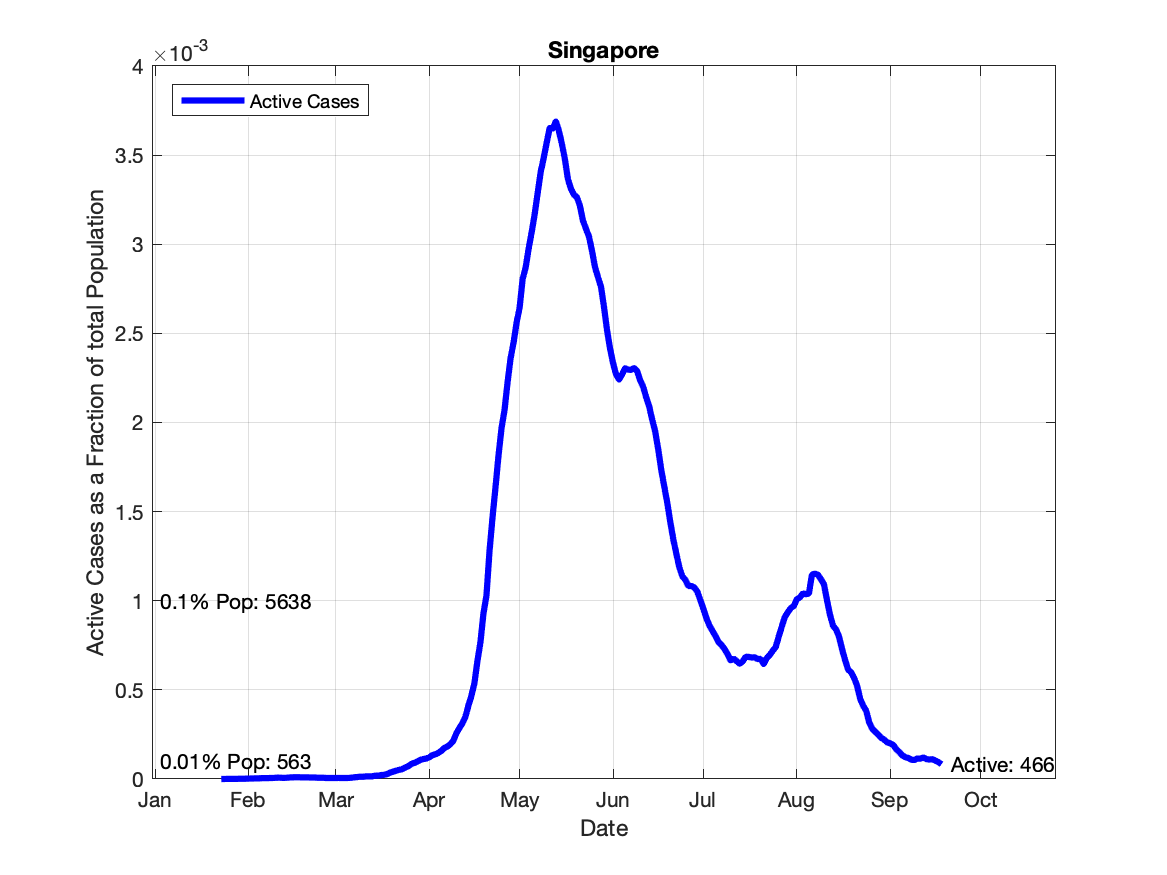 Singapore
×10-3
Active Cases
4
3.5
3
2.5
2
1.5
1
0.5
0
Active Cases as a Fraction of total Population
0.1% Pop: 5638
0.01% Pop: 563
Active: 466
Jan Feb Mar Apr May Jun Jul Aug Sep Oct
Date